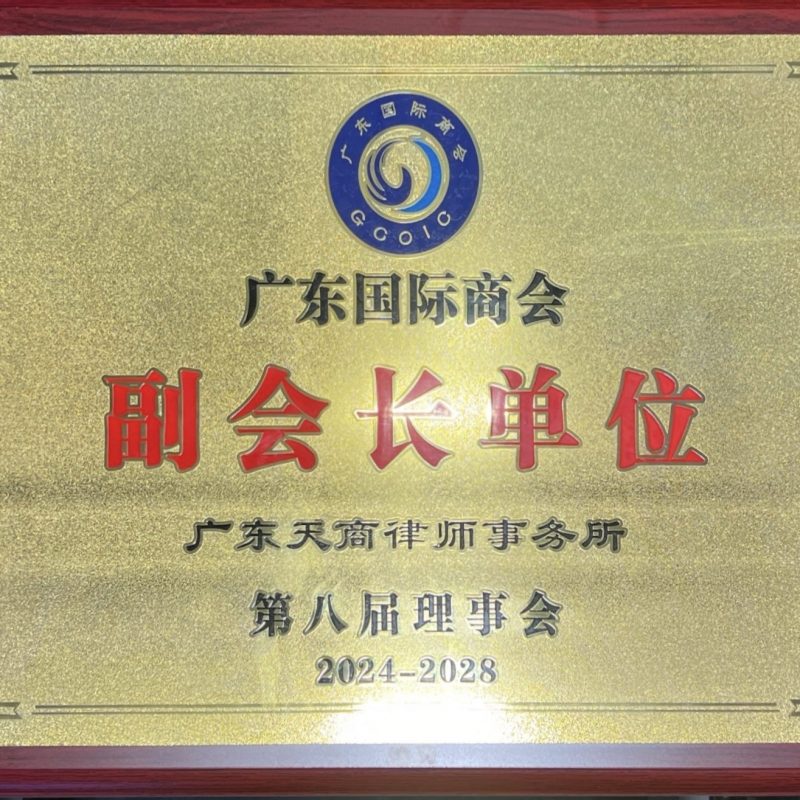 广东国际商会
GCOIC
广东国际商会
副会长单位
广东天商律师事务所
第八届理事会
2024-2028